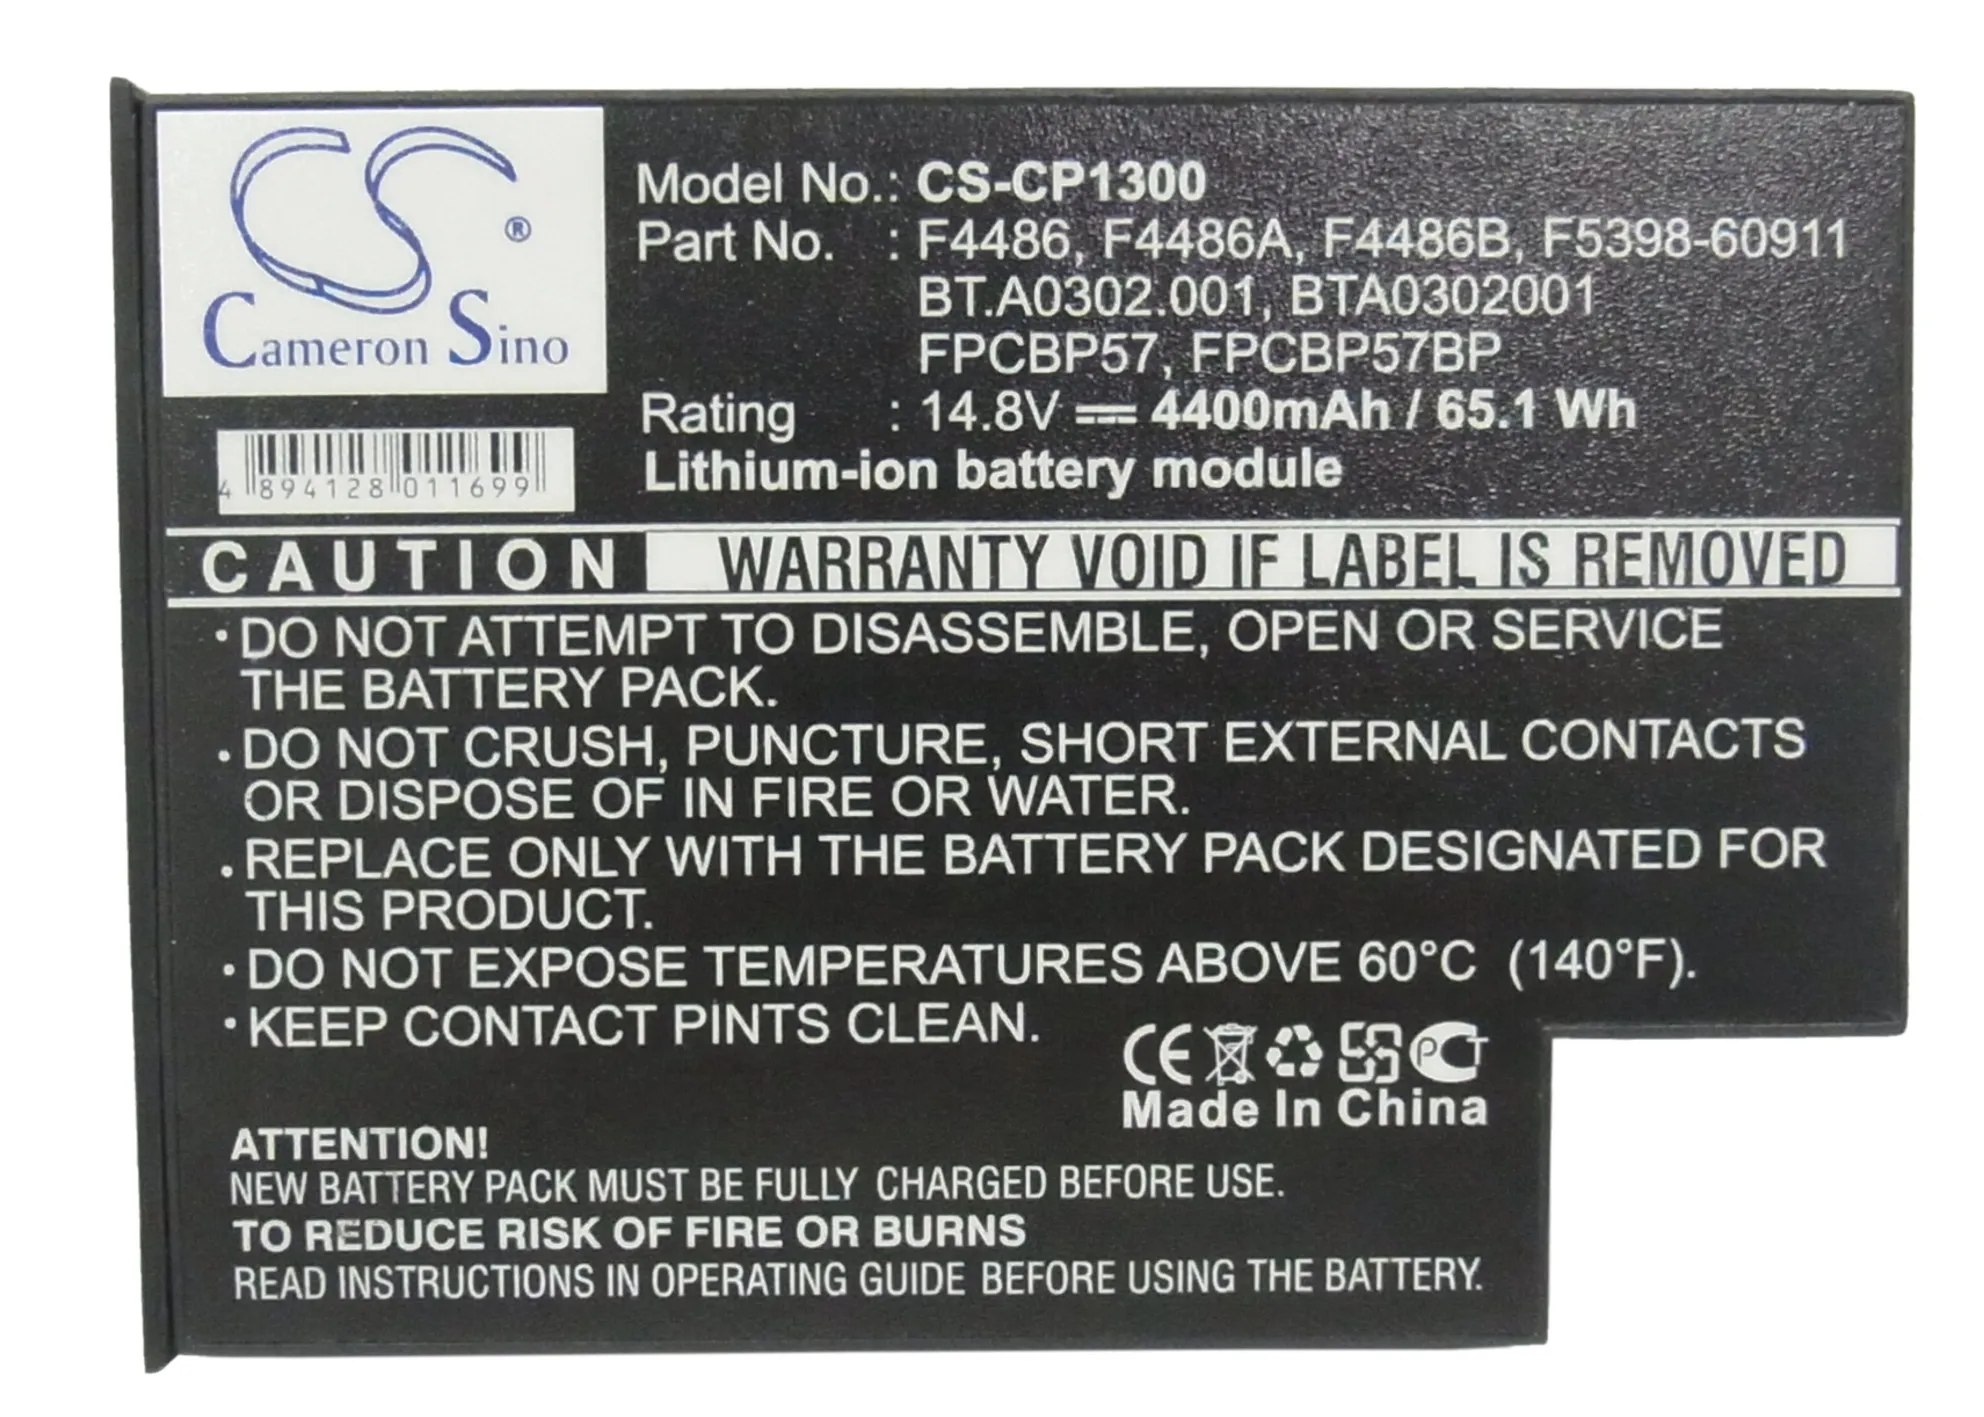 CS®
Cameron Sino
4 894128 011699
Model No.: CS-CP1300
Part No. : F4486, F4486A, F4486B, F5398-60911
BT.A0302.001, BTA0302001
FPCBP57, FPCBP57BP
Rating : 14.8V ⎓ 4400mAh / 65.1 Wh
Lithium-ion battery module
CAUTION WARRANTY VOID IF LABEL IS REMOVED
• DO NOT ATTEMPT TO DISASSEMBLE, OPEN OR SERVICE
THE BATTERY PACK.
• DO NOT CRUSH, PUNCTURE, SHORT EXTERNAL CONTACTS
OR DISPOSE OF IN FIRE OR WATER.
• REPLACE ONLY WITH THE BATTERY PACK DESIGNATED FOR
THIS PRODUCT.
• DO NOT EXPOSE TEMPERATURES ABOVE 60°C (140°F).
• KEEP CONTACT PINTS CLEAN.
CE PCT
Made In China
ATTENTION!
NEW BATTERY PACK MUST BE FULLY CHARGED BEFORE USE.
TO REDUCE RISK OF FIRE OR BURNS
READ INSTRUCTIONS IN OPERATING GUIDE BEFORE USING THE BATTERY.